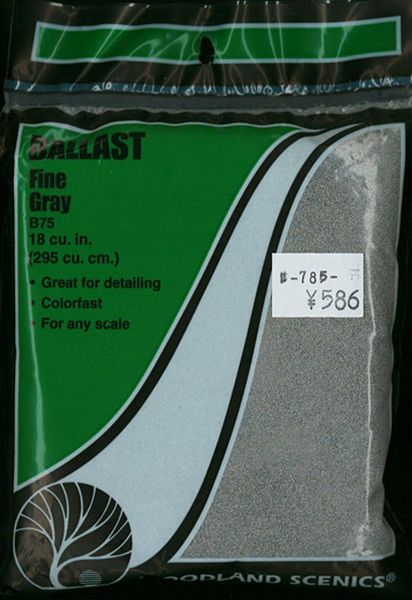 BALLAST
Fine
Gray
B75
18 cu. in.
(295 cu. cm.)
• Great for detailing
• Colorfast
• For any scale
-785-
¥586
WOODLAND SCENICS®